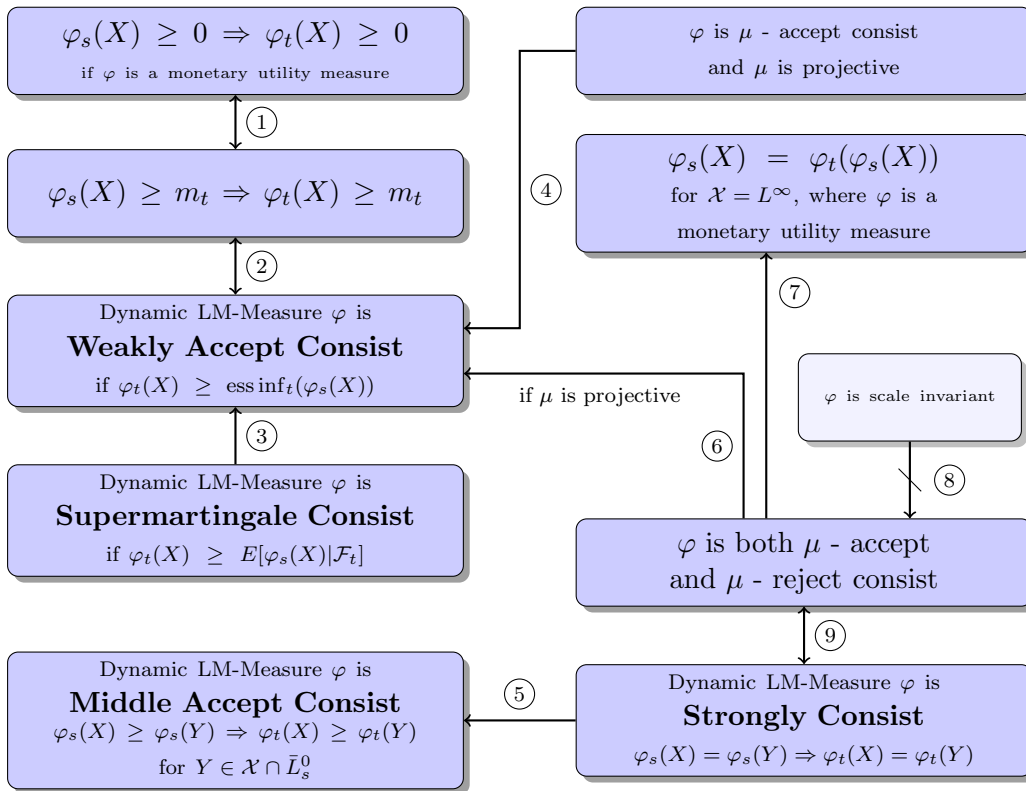 φ_s(X) ≥ 0 ⇒ φ_t(X) ≥ 0
if φ is a monetary utility measure
①
φ_s(X) ≥ m_t ⇒ φ_t(X) ≥ m_t
②
Dynamic LM-Measure φ is
Weakly Accept Consist
if φ_t(X) ≥ ess inf_t(φ_s(X))
③
Dynamic LM-Measure φ is
Supermartingale Consist
if φ_t(X) ≥ E[φ_s(X)|ℱ_t]
Dynamic LM-Measure φ is
Middle Accept Consist
φ_s(X) ≥ φ_s(Y) ⇒ φ_t(X) ≥ φ_t(Y)
for Y ∈ 𝒳 ∩ L̄⁰_s
④
if μ is projective
⑤
φ is μ - accept consist
and μ is projective
φ_s(X) = φ_t(φ_s(X))
for 𝒳 = L^∞, where φ is a
monetary utility measure
⑦
φ is scale invariant
⑥
⑧
φ is both μ - accept
and μ - reject consist
⑨
Dynamic LM-Measure φ is
Strongly Consist
φ_s(X) = φ_s(Y) ⇒ φ_t(X) = φ_t(Y)